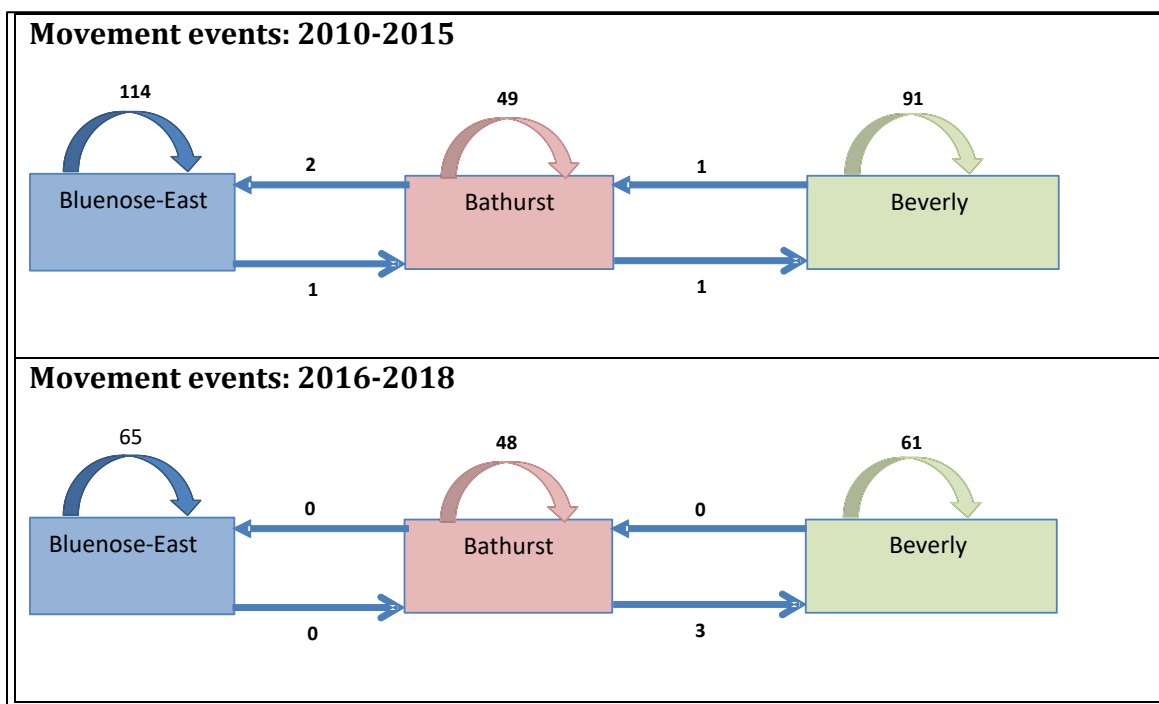 Movement events: 2010-2015
114 49 91
2 1
Bluenose-East Bathurst Beverly
1 1
Movement events: 2016-2018
65 48 61
0 0
Bluenose-East Bathurst Beverly
0 3